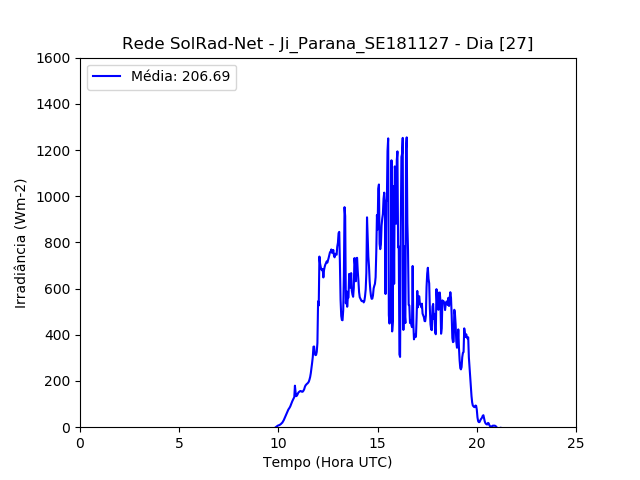 Rede SolRad-Net - Ji_Parana_SE181127 - Dia [27]
Média: 206.69
Irradiância (Wm-2)
1600
1400
1200
1000
800
600
400
200
0
0 5 10 15 20 25
Tempo (Hora UTC)